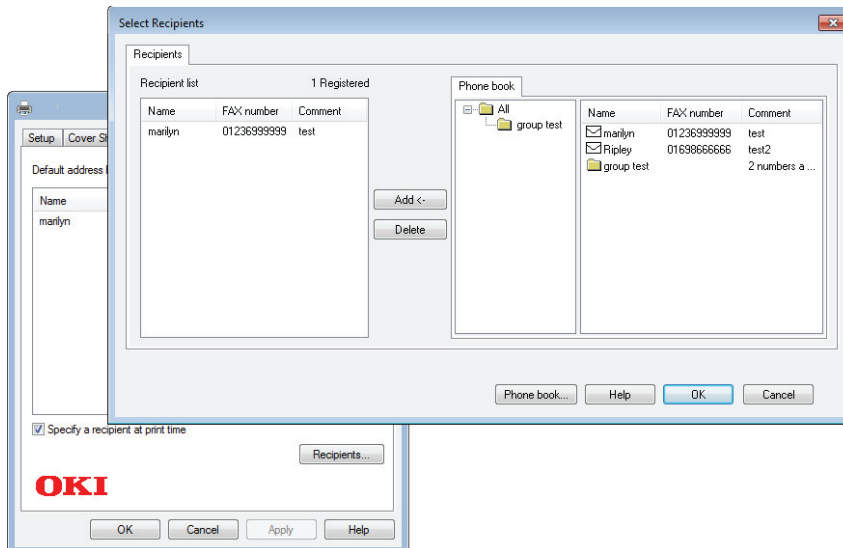 Select Recipients
Recipients
Recipient list 1 Registered
Name FAX number Comment
marilyn 01236999999 test
Add <-
Delete
Phone book
All
group test
Name FAX number Comment
marilyn 01236999999 test
Ripley 01698666666 test2
group test 2 numbers a ...
Phone book... Help OK Cancel
Setup Cover Sh
Default address l
Name
marilyn
Specify a recipient at print time
Recipients...
OKI
OK Cancel Apply Help